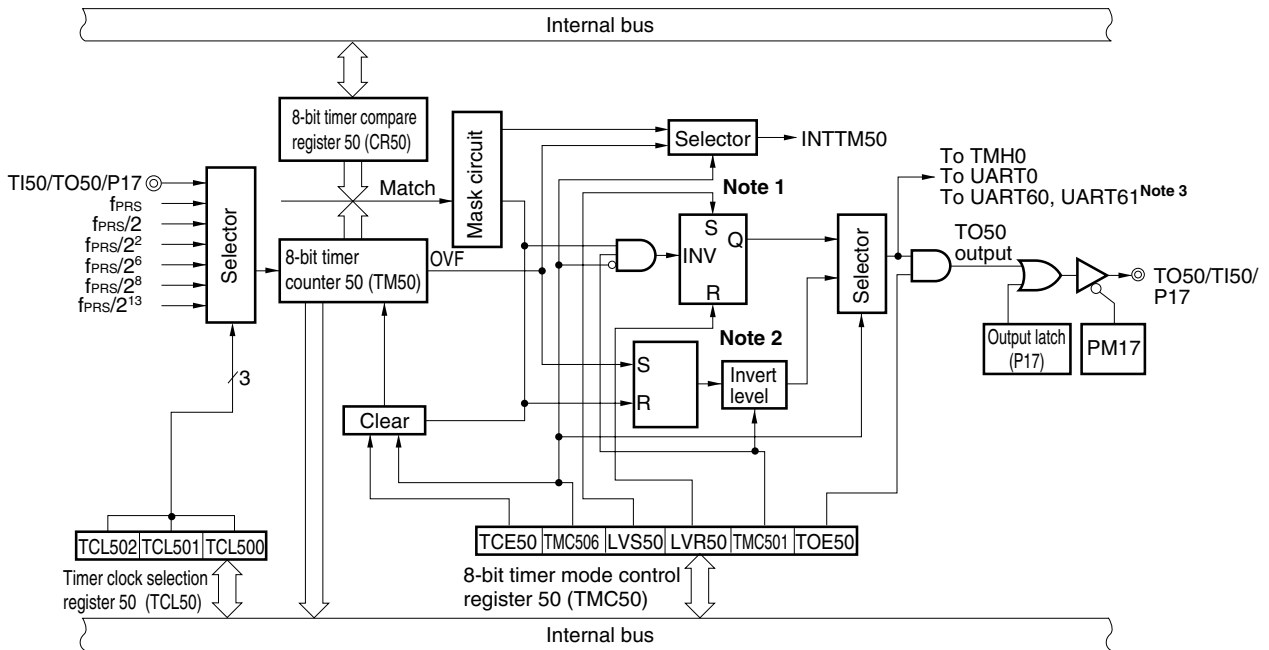 Internal bus
8-bit timer compare
register 50 (CR50)
Mask circuit
Selector
INTTM50
To TMH0
To UART0
To UART60, UART61 Note 3
TI50/TO50/P17
fPRS
fPRS/2
fPRS/2²
fPRS/2⁶
fPRS/2⁸
fPRS/2¹³
Selector
Match
Note 1
S
INV
Q
R
Selector
TO50
output
TO50/TI50/
P17
8-bit timer
counter 50 (TM50)
OVF
Note 2
S
R
Invert
level
Output latch
(P17)
PM17
3
Clear
TCL502
TCL501
TCL500
Timer clock selection
register 50 (TCL50)
TCE50
TMC506
LVS50
LVR50
TMC501
TOE50
8-bit timer mode control
register 50 (TMC50)
Internal bus